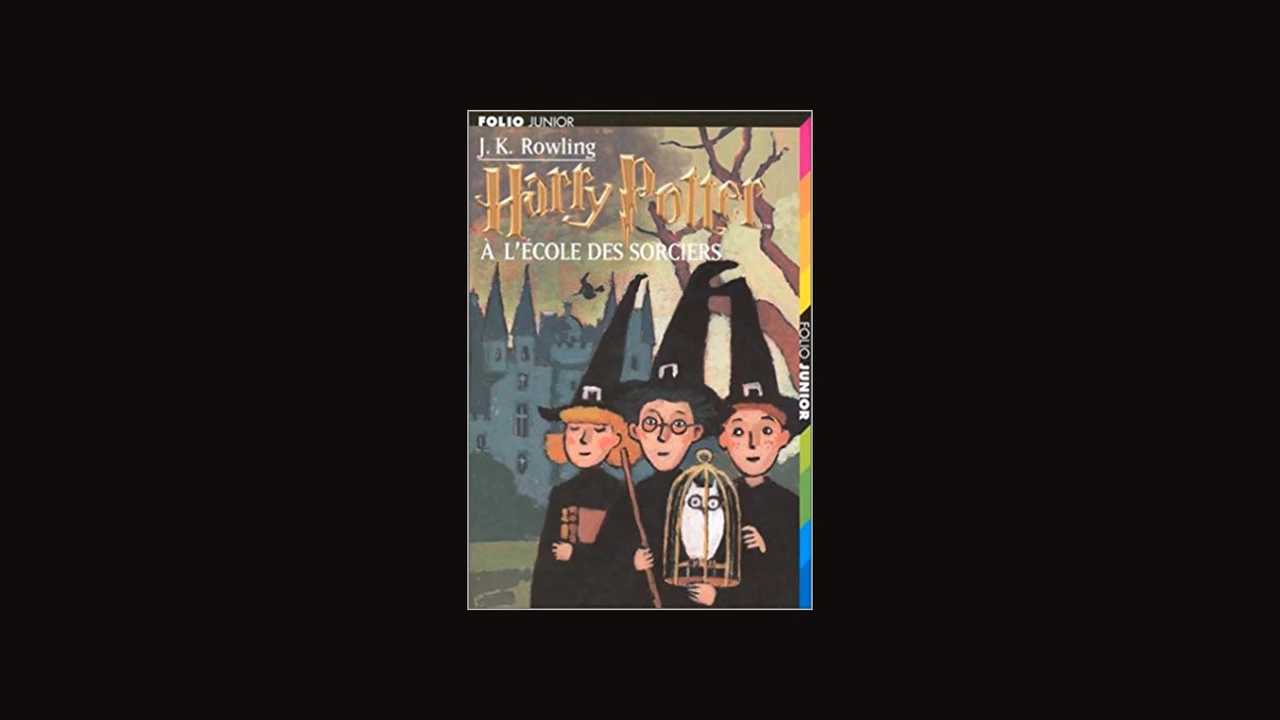 FOLIO JUNIOR
J. K. Rowling
Harry Potter
À L'ÉCOLE DES SORCIERS
FOLIO JUNIOR